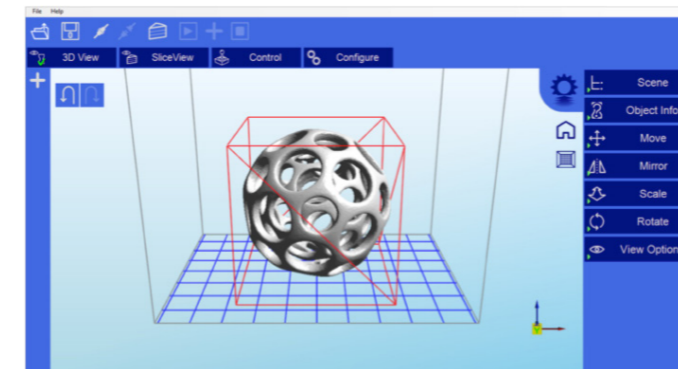 File Help
3D View SliceView Control Configure
Scene
Object Info
Move
Mirror
Scale
Rotate
View Option